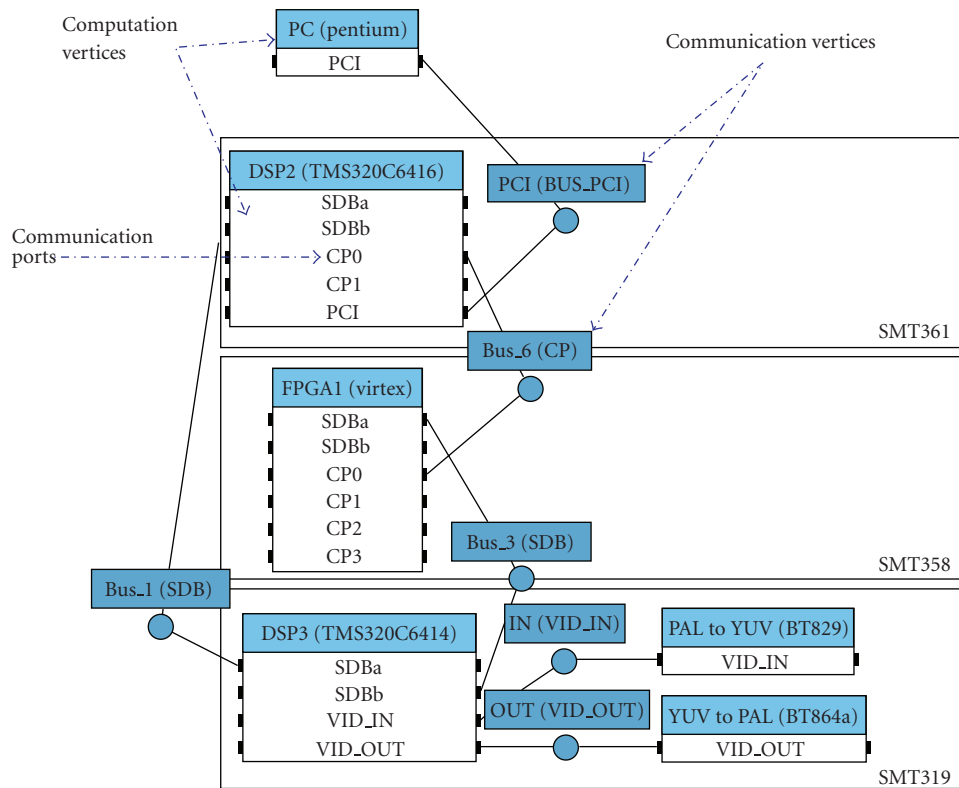 Computation
vertices
PC (pentium)
PCI
Communication vertices
DSP2 (TMS320C6416)
SDBa
SDBb
CP0
CP1
PCI
PCI (BUS_PCI)
Communication
ports
Bus_6 (CP)
SMT361
FPGA1 (virtex)
SDBa
SDBb
CP0
CP1
CP2
CP3
Bus_3 (SDB)
SMT358
Bus_1 (SDB)
DSP3 (TMS320C6414)
SDBa
SDBb
VID_IN
VID_OUT
IN (VID_IN)
PAL to YUV (BT829)
VID_IN
OUT (VID_OUT)
YUV to PAL (BT864a)
VID_OUT
SMT319